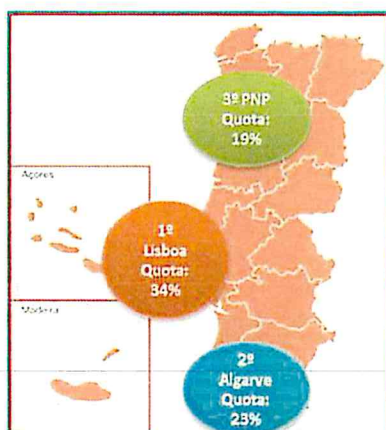 3º PNP
Quota:
19%
Açores
1º
Lisboa
Quota:
34%
Madeira
2º
Algarve
Quota:
23%